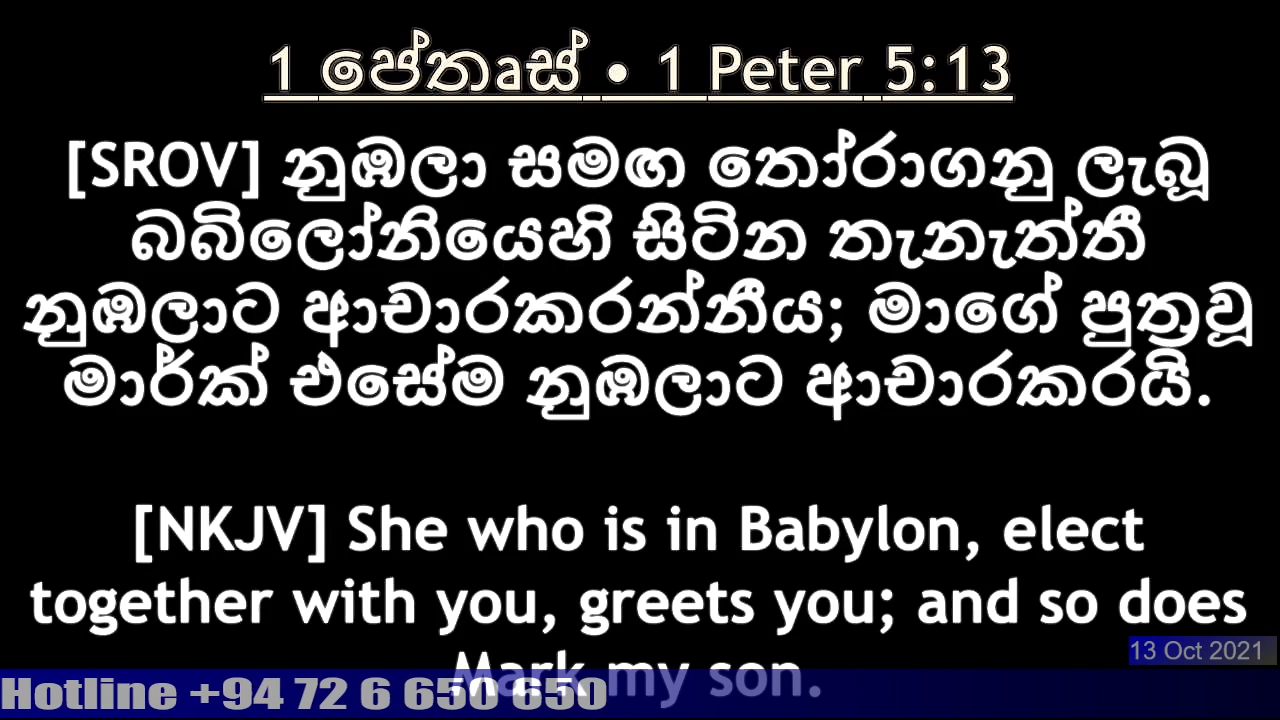 1 පේතෘස් • 1 Peter 5:13
[SROV] නුඹලා සමඟ තෝරාගනු ලැබූ
බබිලෝනියෙහි සිටින තැනැත්තී
නුඹලාට ආචාරකරන්නීය; මාගේ පුත්‍රවූ
මාර්ක් එසේම නුඹලාට ආචාරකරයි.
[NKJV] She who is in Babylon, elect
together with you, greets you; and so does
Mark my son.
13 Oct 2021
Hotline +94 72 6 650 650